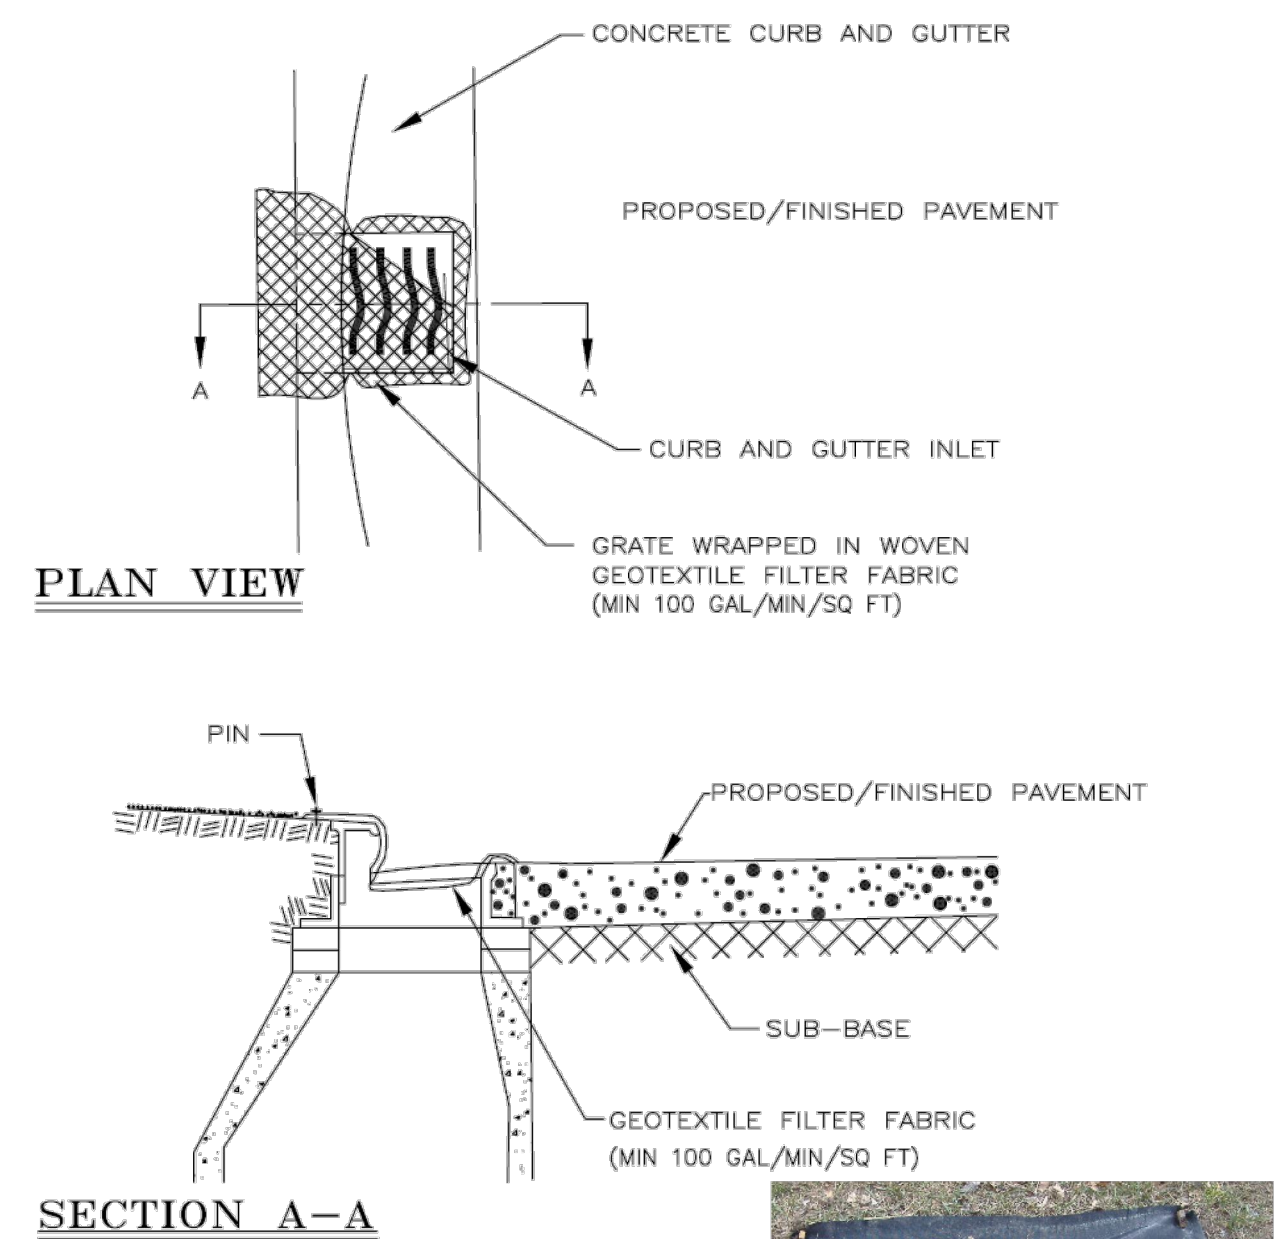 CONCRETE CURB AND GUTTER
PROPOSED/FINISHED PAVEMENT
A
A
CURB AND GUTTER INLET
GRATE WRAPPED IN WOVEN
GEOTEXTILE FILTER FABRIC
(MIN 100 GAL/MIN/SQ FT)
PLAN VIEW
PIN
PROPOSED/FINISHED PAVEMENT
SUB-BASE
GEOTEXTILE FILTER FABRIC
(MIN 100 GAL/MIN/SQ FT)
SECTION A-A